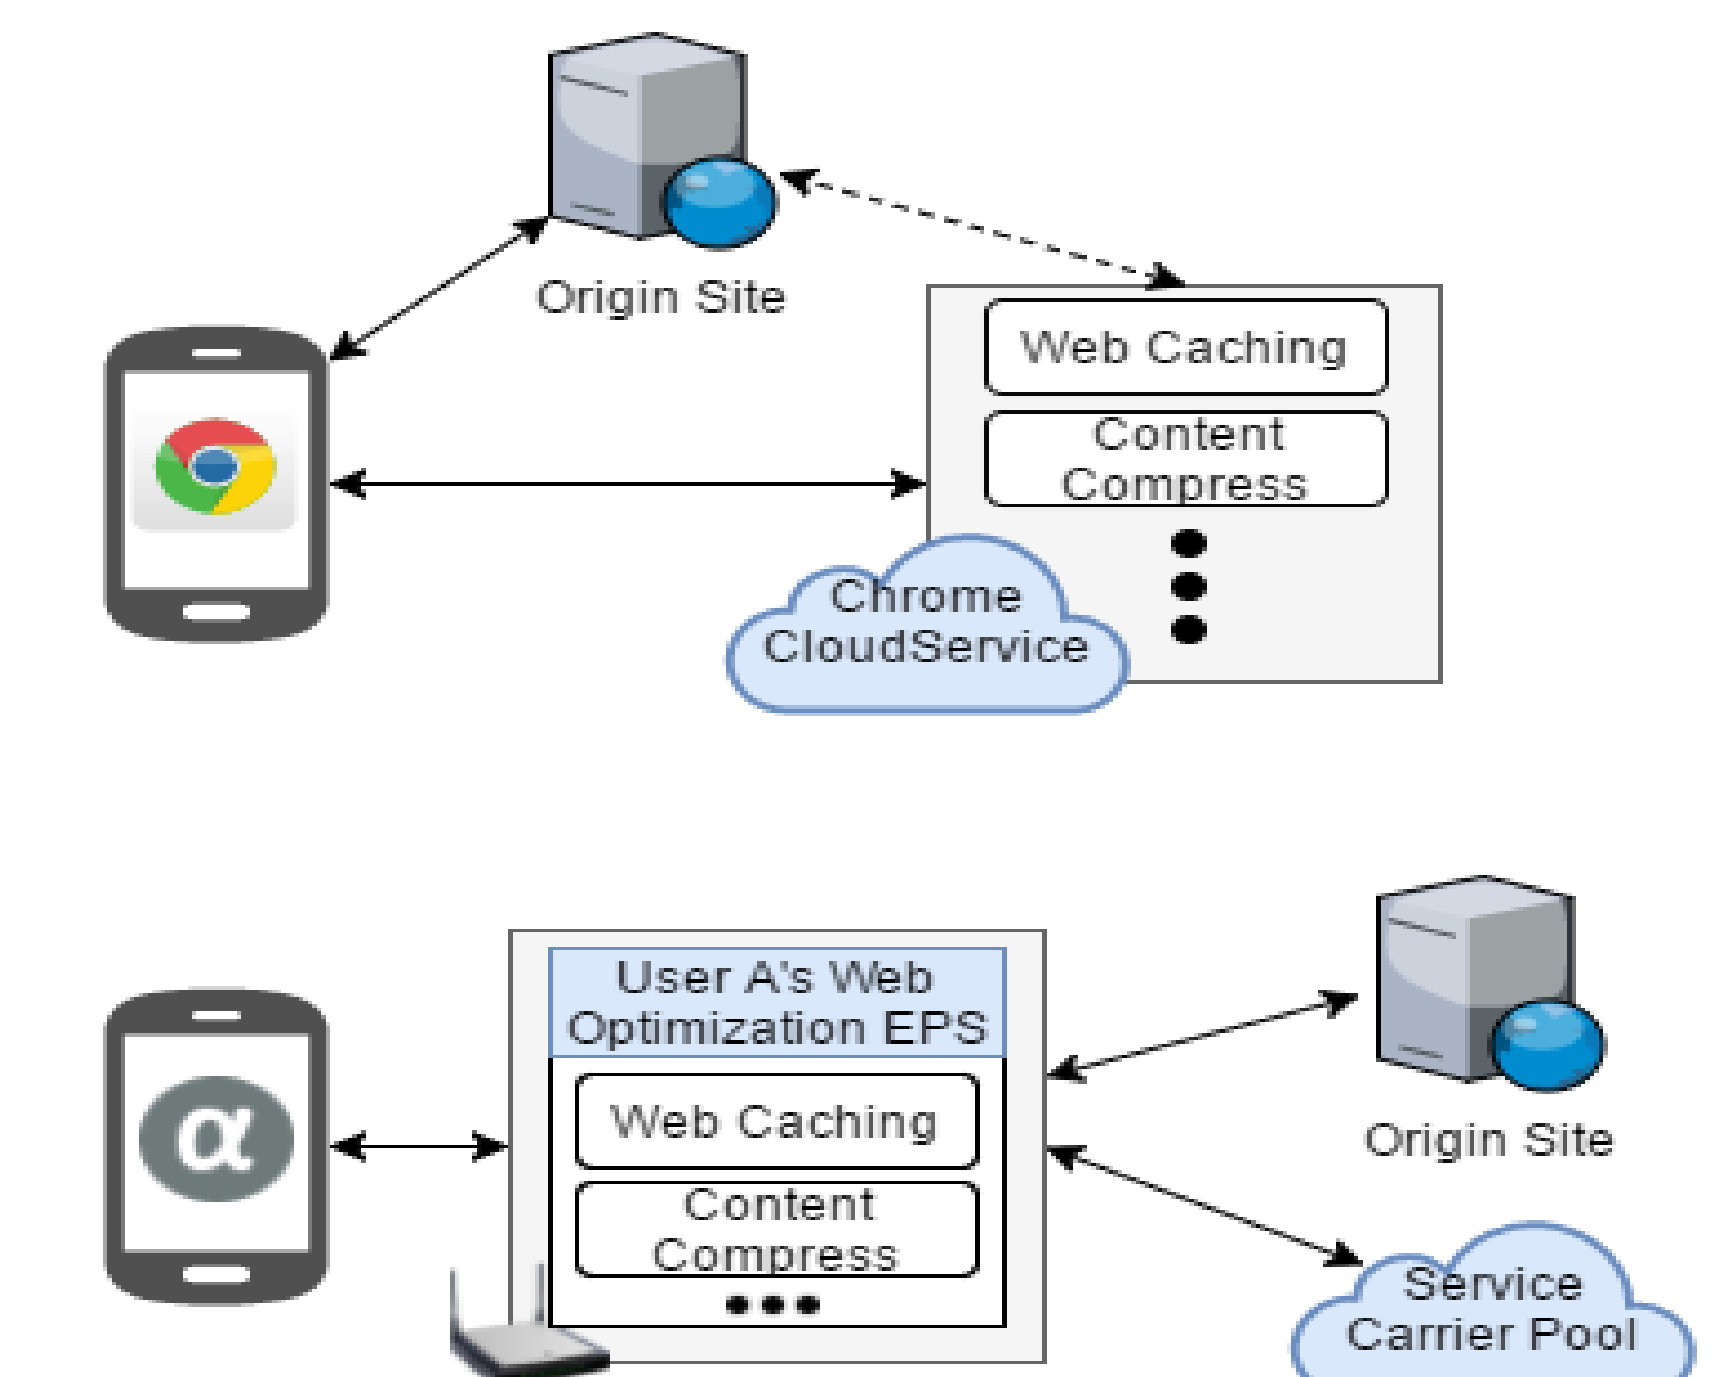 Origin Site
Web Caching
Content
Compress
Chrome
CloudService
User A's Web
Optimization EPS
Web Caching
Content
Compress
α
Origin Site
Service
Carrier Pool